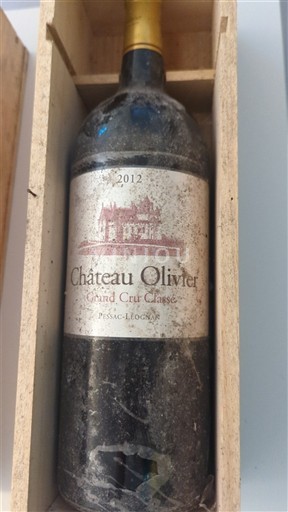 2012
Château Olivier
Grand Cru Classé
Pessac-Léognan